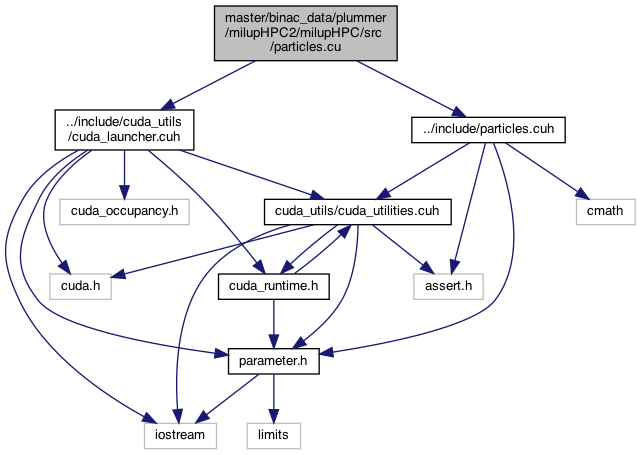 master/binac_data/plummer
/milupHPC2/milupHPC/src
/particles.cu
../include/cuda_utils
/cuda_launcher.cuh
../include/particles.cuh
cuda_occupancy.h
cuda_utils/cuda_utilities.cuh
cmath
cuda.h
cuda_runtime.h
assert.h
parameter.h
iostream
limits